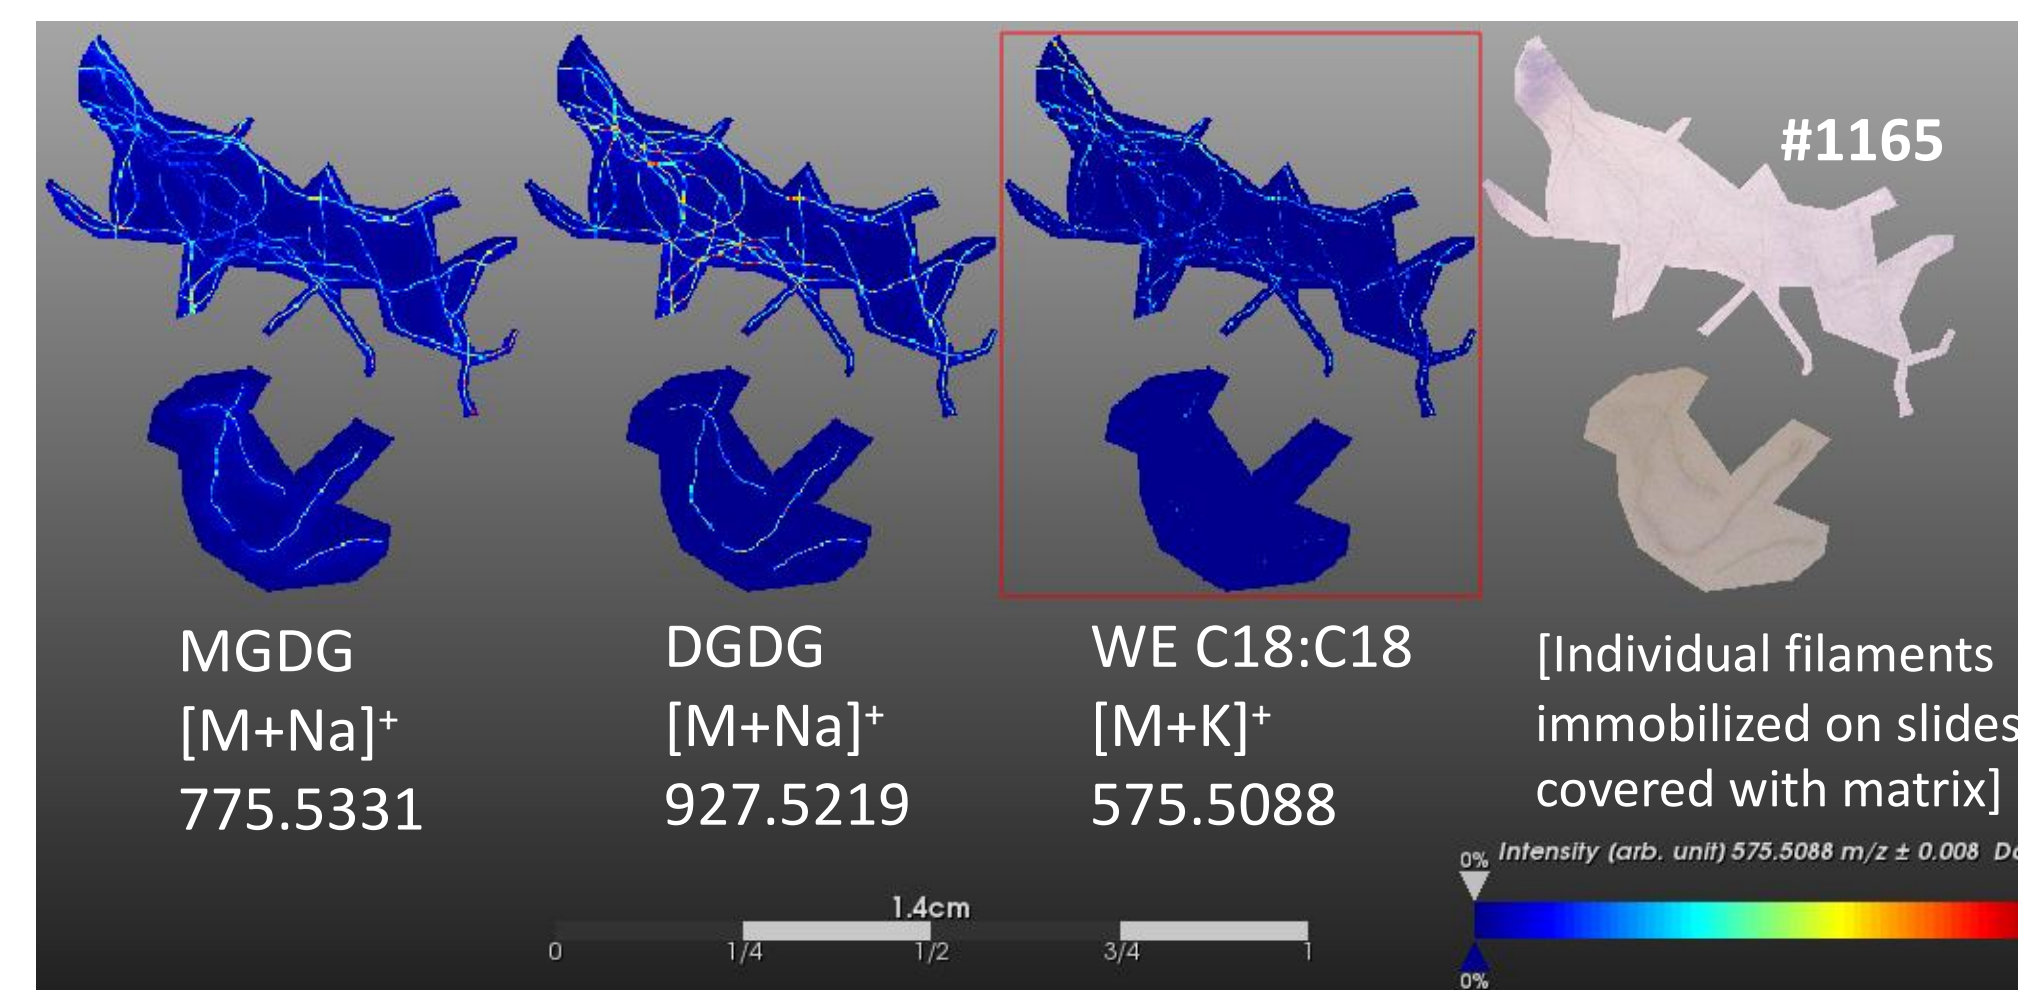 #1165
MGDG
[M+Na]⁺
775.5331
DGDG
[M+Na]⁺
927.5219
WE C18:C18
[M+K]⁺
575.5088
[Individual filaments
immobilized on slides
covered with matrix]
0% Intensity (arb. unit) 575.5088 m/z ± 0.008
0%
1.4cm
0 1/4 1/2 3/4 1